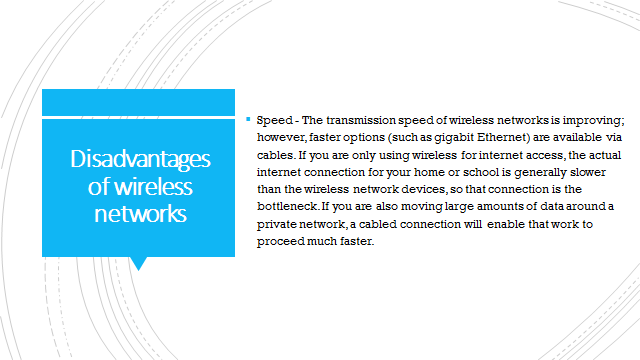 Disadvantages
of wireless
networks
Speed - The transmission speed of wireless networks is improving;
however, faster options (such as gigabit Ethernet) are available via
cables. If you are only using wireless for internet access, the actual
internet connection for your home or school is generally slower
than the wireless network devices, so that connection is the
bottleneck. If you are also moving large amounts of data around a
private network, a cabled connection will enable that work to
proceed much faster.